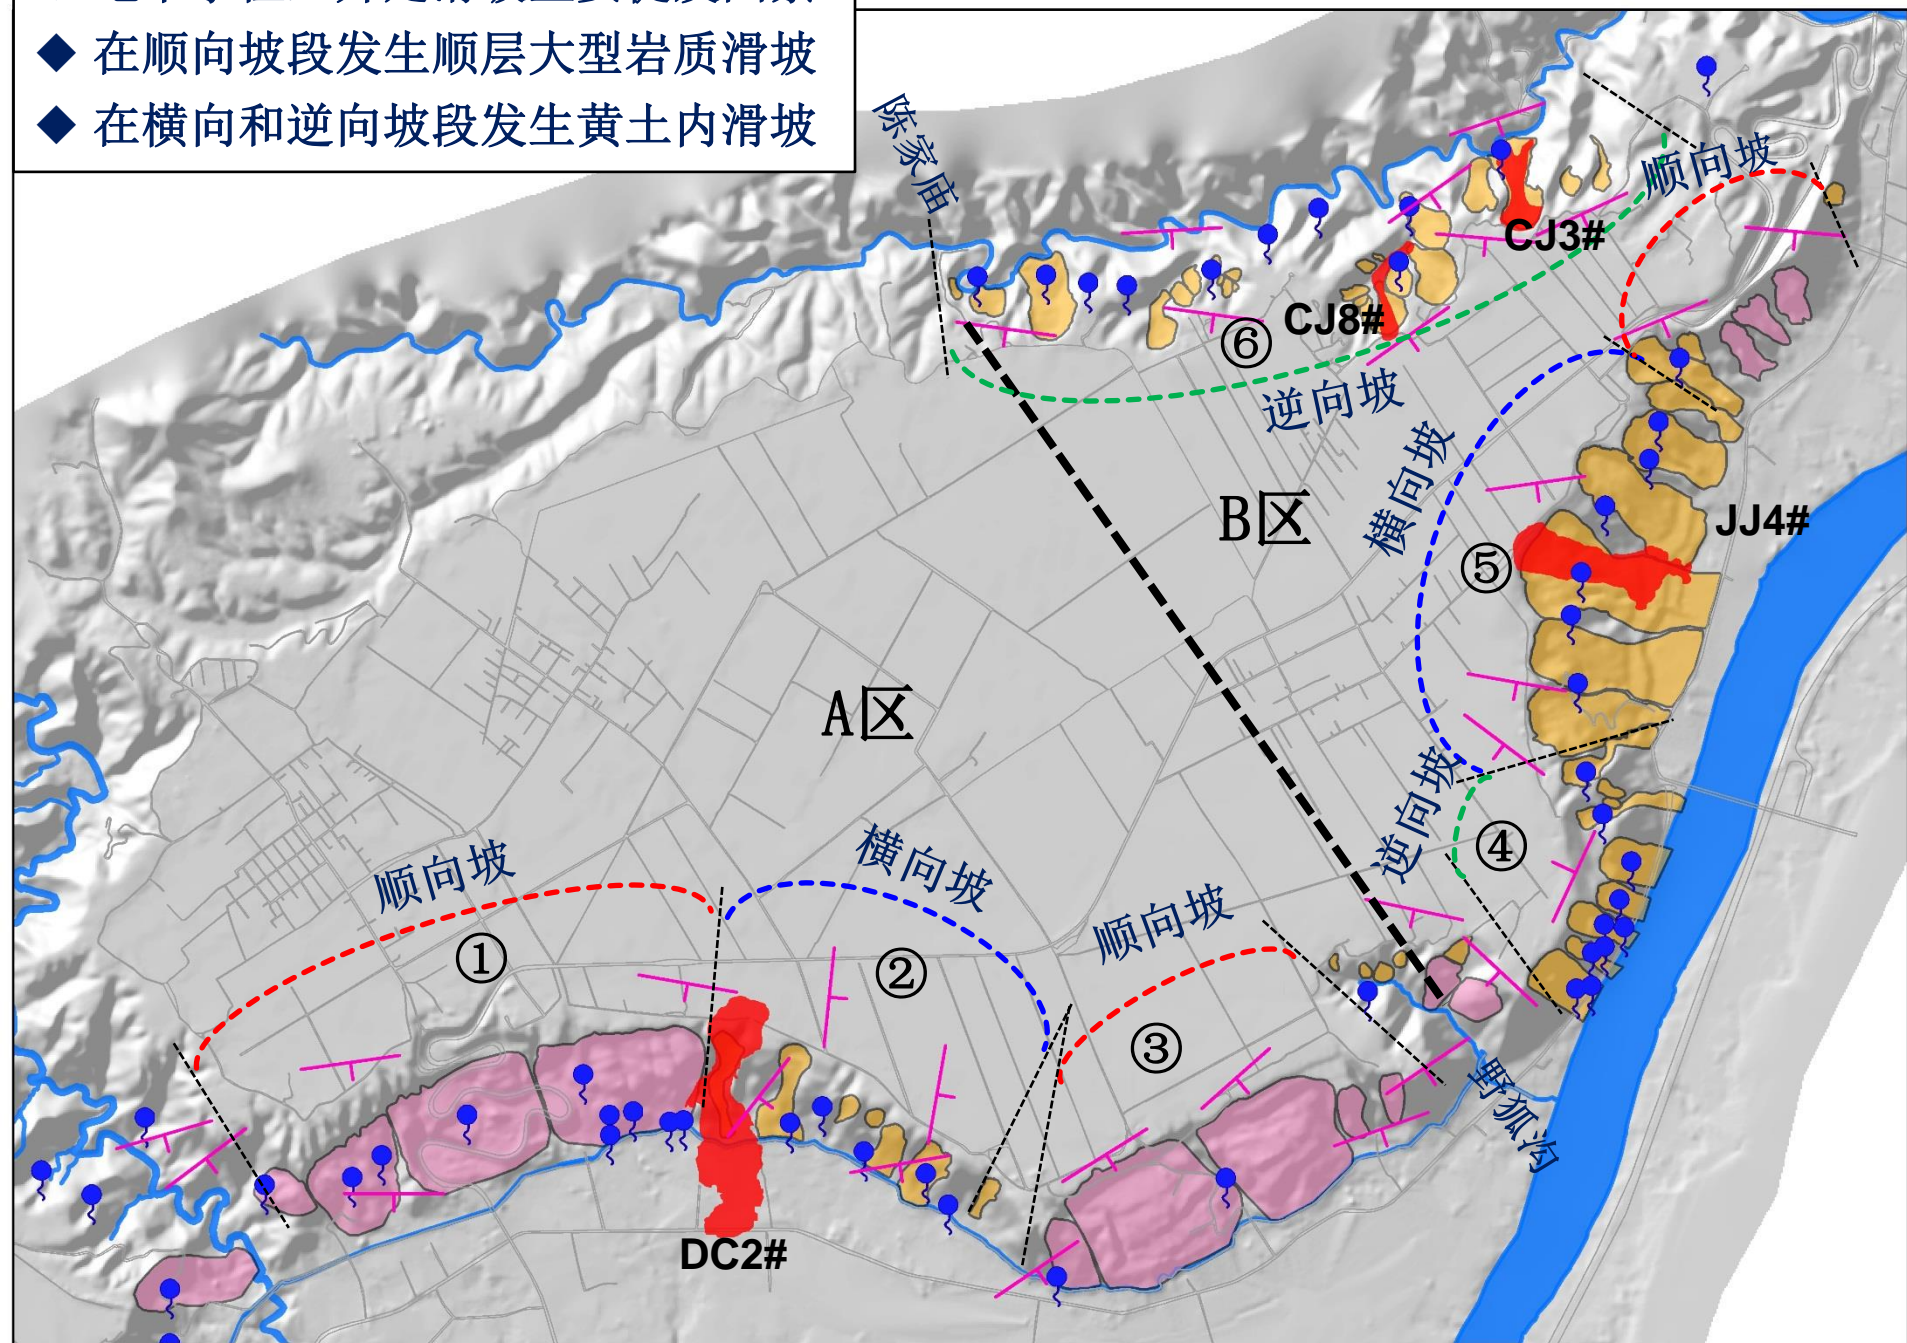 ◆ 在顺向坡段发生顺层大型岩质滑坡
◆ 在横向和逆向坡段发生黄土内滑坡
陈家庙
顺向坡
CJ3#
CJ8#
⑥
逆向坡
横向坡
B区
JJ4#
⑤
A区
逆向坡
④
顺向坡
横向坡
顺向坡
①
②
③
野狐沟
DC2#